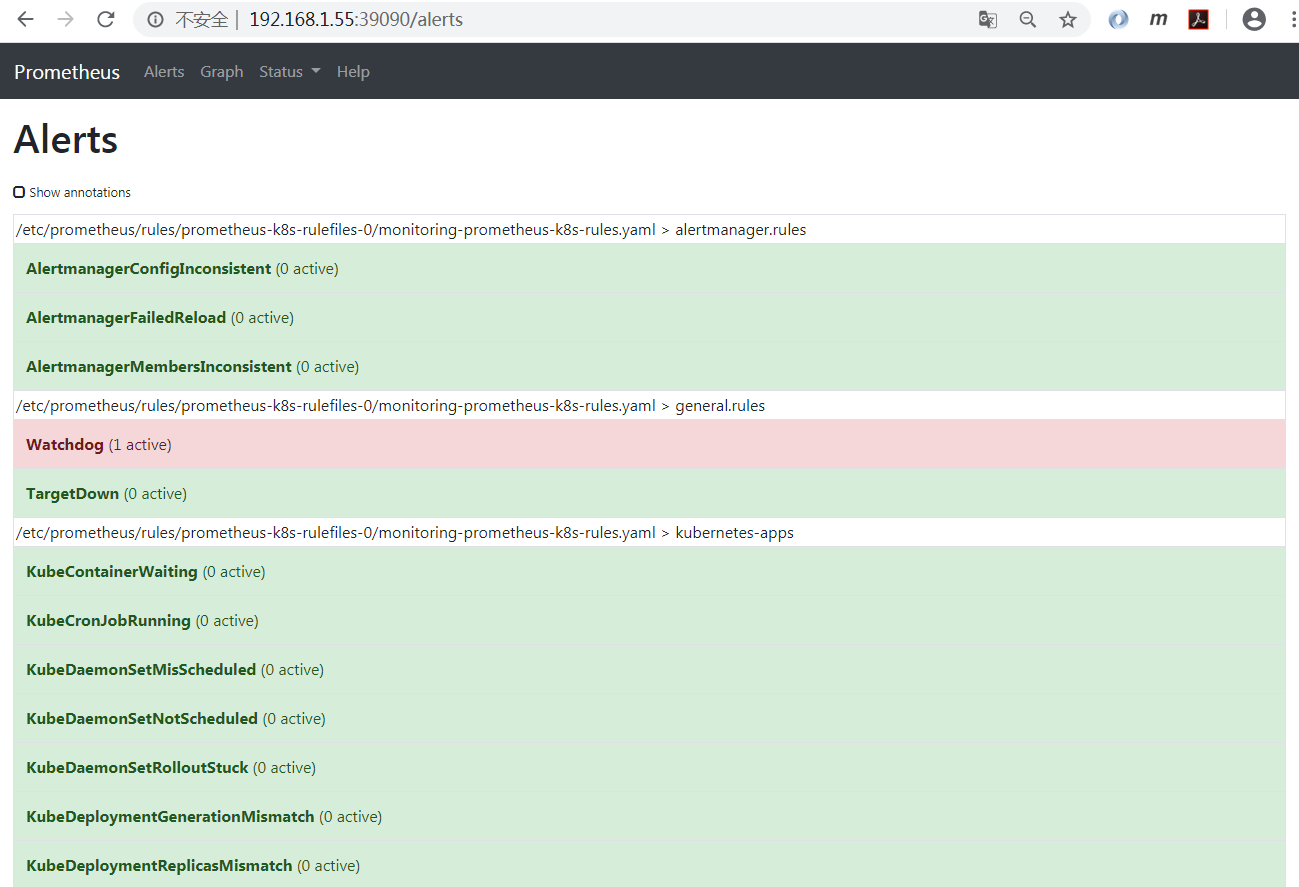 不安全 | 192.168.1.55:39090/alerts
Prometheus Alerts Graph Status Help
Alerts
Show annotations
/etc/prometheus/rules/prometheus-k8s-rulefiles-0/monitoring-prometheus-k8s-rules.yaml > alertmanager.rules
AlertmanagerConfigInconsistent (0 active)
AlertmanagerFailedReload (0 active)
AlertmanagerMembersInconsistent (0 active)
/etc/prometheus/rules/prometheus-k8s-rulefiles-0/monitoring-prometheus-k8s-rules.yaml > general.rules
Watchdog (1 active)
TargetDown (0 active)
/etc/prometheus/rules/prometheus-k8s-rulefiles-0/monitoring-prometheus-k8s-rules.yaml > kubernetes-apps
KubeContainerWaiting (0 active)
KubeCronJobRunning (0 active)
KubeDaemonSetMisScheduled (0 active)
KubeDaemonSetNotScheduled (0 active)
KubeDaemonSetRolloutStuck (0 active)
KubeDeploymentGenerationMismatch (0 active)
KubeDeploymentReplicasMismatch (0 active)